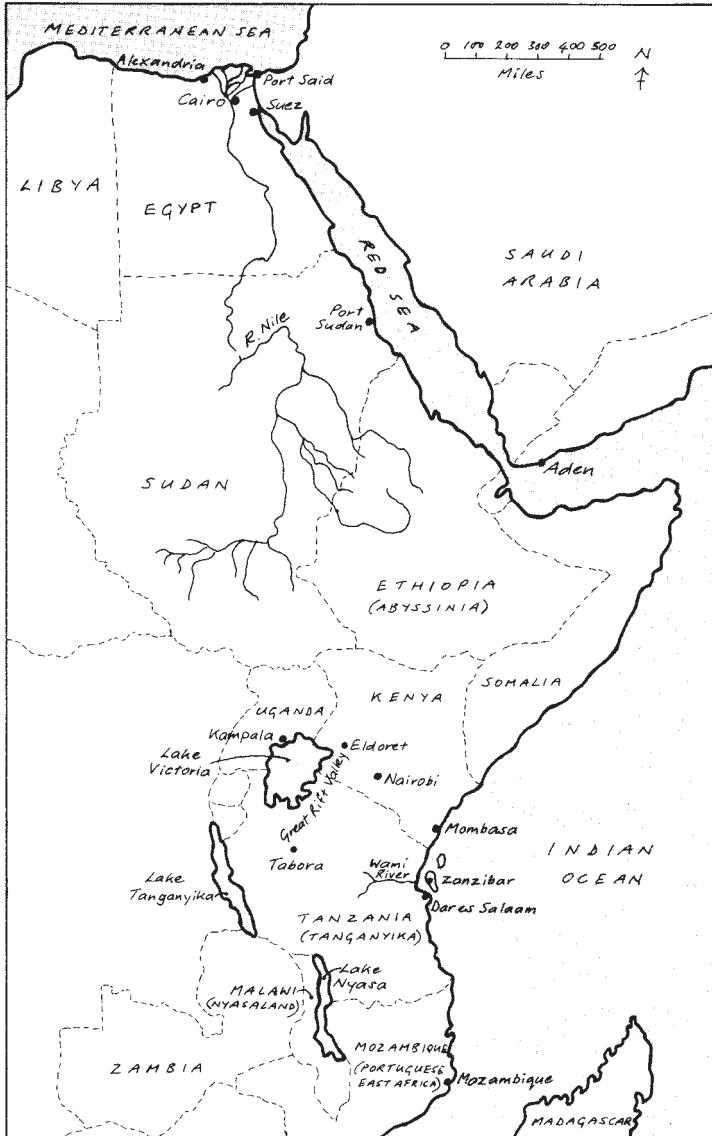 MEDITERRANEAN SEA
0 100 200 300 400 500
Miles
N
Alexandria
Port Said
Cairo
Suez
LIBYA
EGYPT
RED SEA
SAUDI
ARABIA
Port
Sudan
R. Nile
Aden
SUDAN
ETHIOPIA
(ABYSSINIA)
SOMALIA
KENYA
UGANDA
Kampala
Eldoret
Lake
Victoria
Nairobi
Great Rift Valley
Mombasa
INDIAN
OCEAN
Tabora
Wami
River
Zanzibar
Lake
Tanganyika
Dar es Salaam
TANZANIA
(TANGANYIKA)
Lake
Nyasa
MALAWI
(NYASALAND)
MOZAMBIQUE
(PORTUGUESE
EAST AFRICA)
Mozambique
ZAMBIA
MADAGASCAR